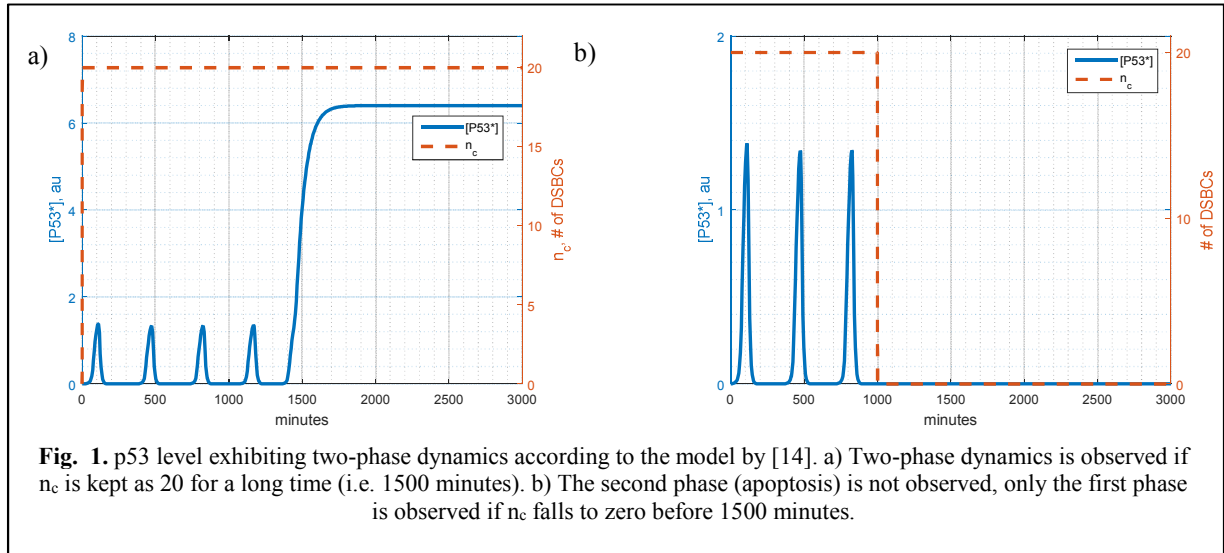 a)
8
6
4
2
0
[P53*], au
20
15
10
5
0
n_c, # of DSBCs
[P53*]
n_c
0 500 1000 1500 2000 2500 3000
minutes
b)
2
1
0
[P53*], au
20
10
0
# of DSBCs
[P53*]
n_c
0 500 1000 1500 2000 2500 3000
minutes
Fig. 1. p53 level exhibiting two-phase dynamics according to the model by [14]. a) Two-phase dynamics is observed if
nc is kept as 20 for a long time (i.e. 1500 minutes). b) The second phase (apoptosis) is not observed, only the first phase
is observed if nc falls to zero before 1500 minutes.